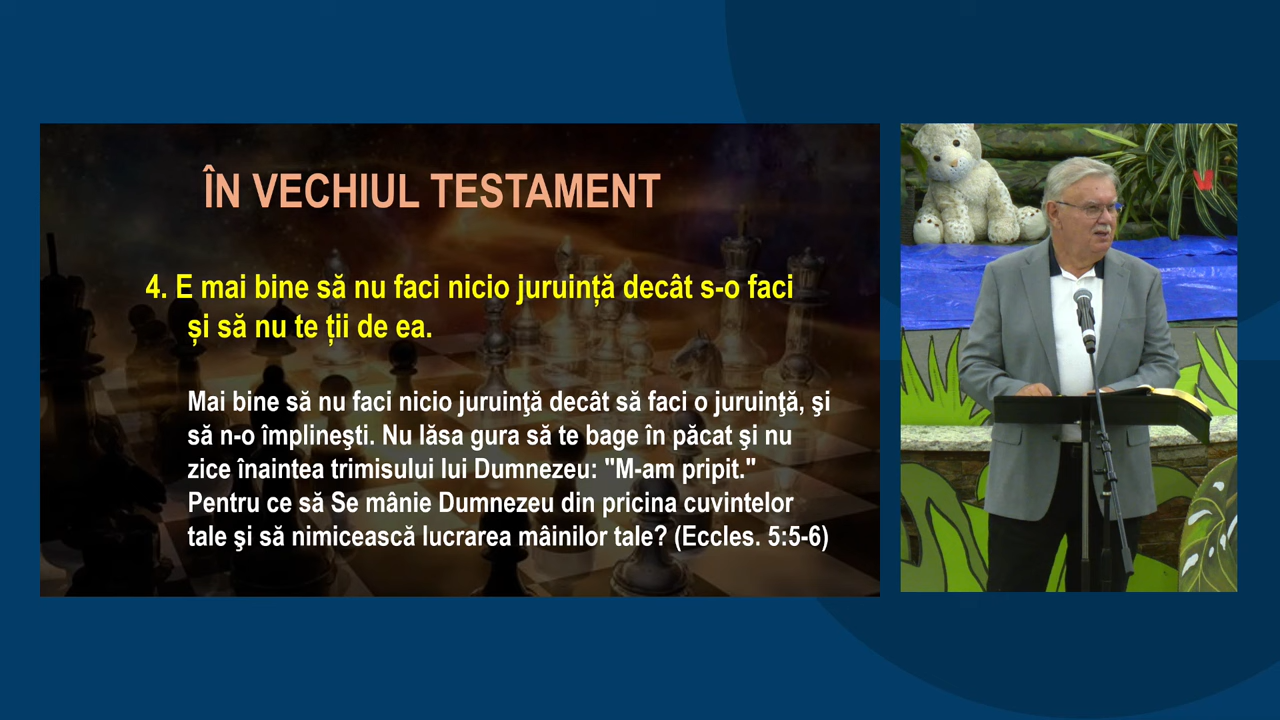 ÎN VECHIUL TESTAMENT
4. E mai bine să nu faci nicio juruință decât s-o faci
și să nu te ții de ea.
Mai bine să nu faci nicio juruinţă decât să faci o juruinţă, şi
să n-o împlineşti. Nu lăsa gura să te bage în păcat şi nu
zice înaintea trimisului lui Dumnezeu: "M-am pripit."
Pentru ce să Se mânie Dumnezeu din pricina cuvintelor
tale şi să nimicească lucrarea mâinilor tale? (Eccles. 5:5-6)